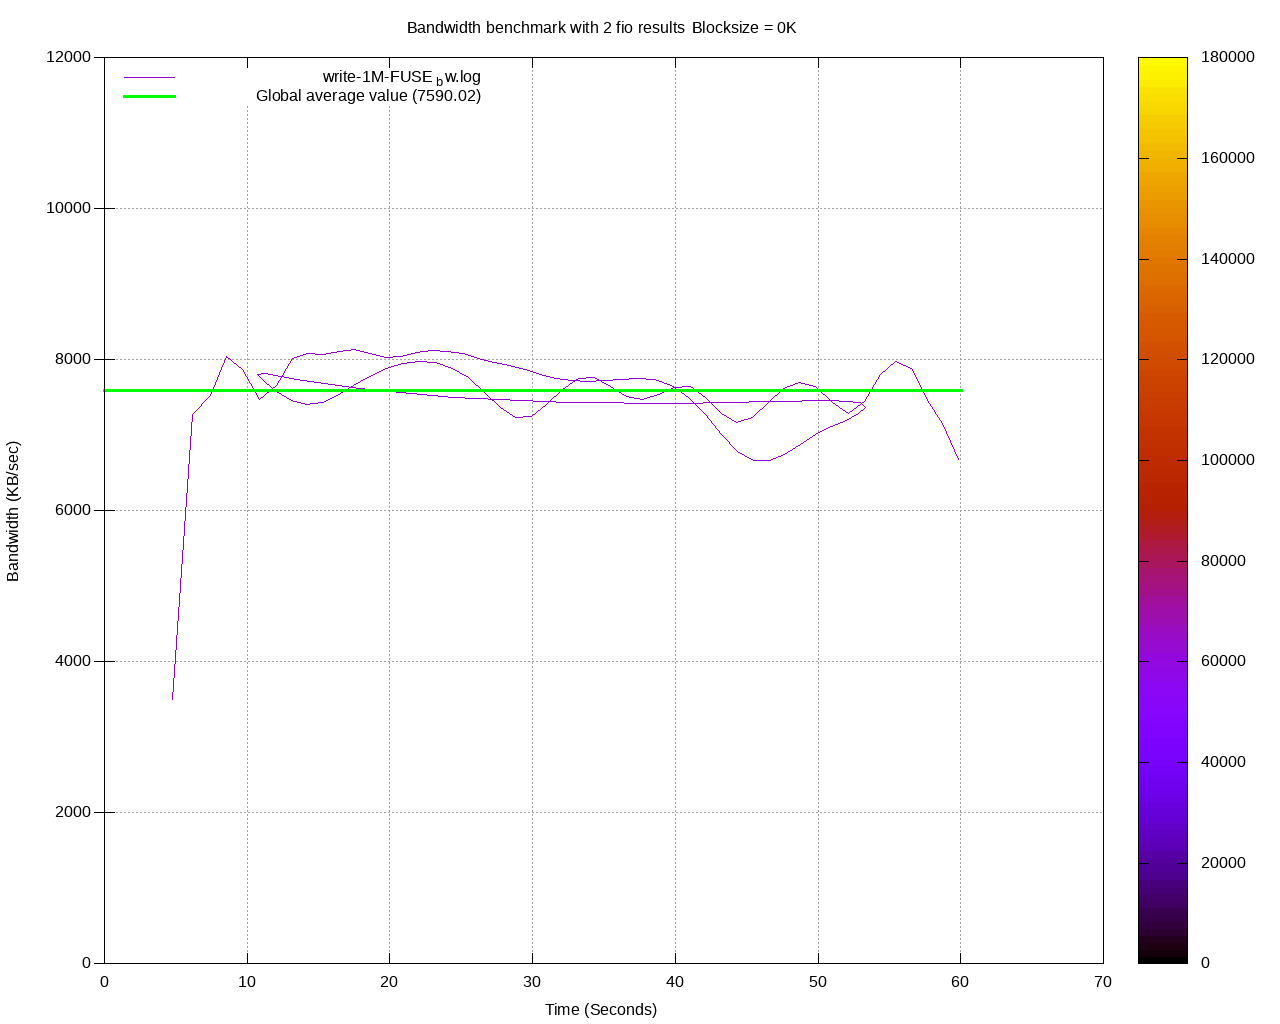 Bandwidth benchmark with 2 fio results Blocksize = 0K
write-1M-FUSE_bw.log
Global average value (7590.02)
12000
10000
8000
6000
4000
2000
0
Bandwidth (KB/sec)
0 10 20 30 40 50 60 70
Time (Seconds)
180000
160000
140000
120000
100000
80000
60000
40000
20000
0